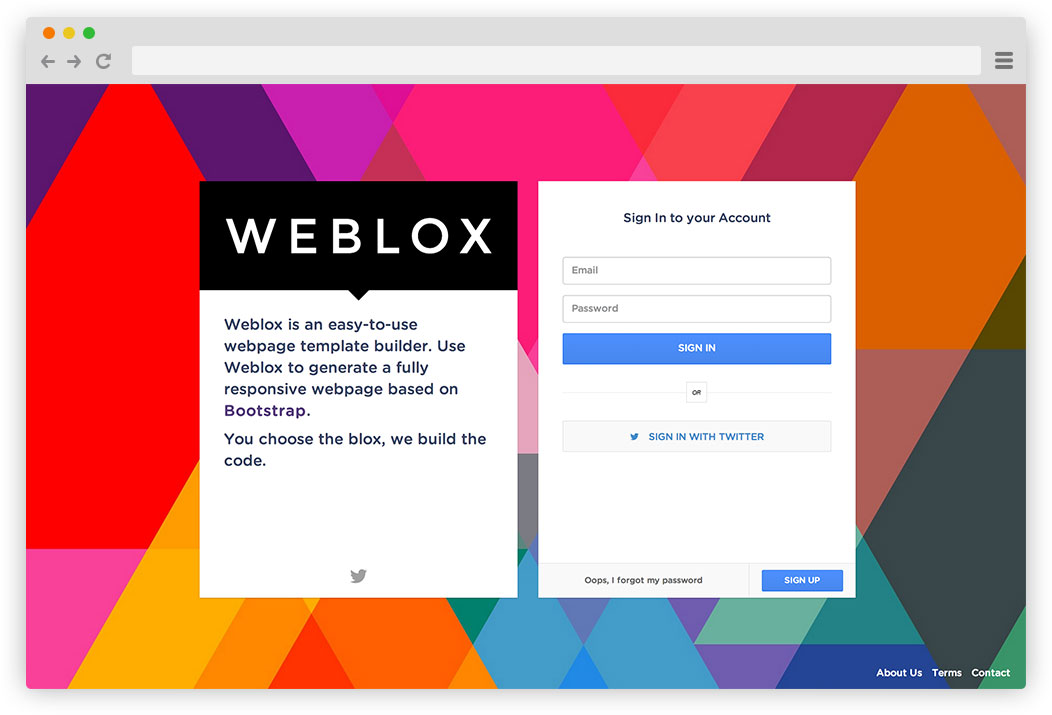 WEBLOX
Weblox is an easy-to-use
webpage template builder. Use
Weblox to generate a fully
responsive webpage based on
Bootstrap.
You choose the blox, we build the
code.
Sign In to your Account
Email
Password
SIGN IN
OR
SIGN IN WITH TWITTER
Oops, I forgot my password
SIGN UP
About Us Terms Contact